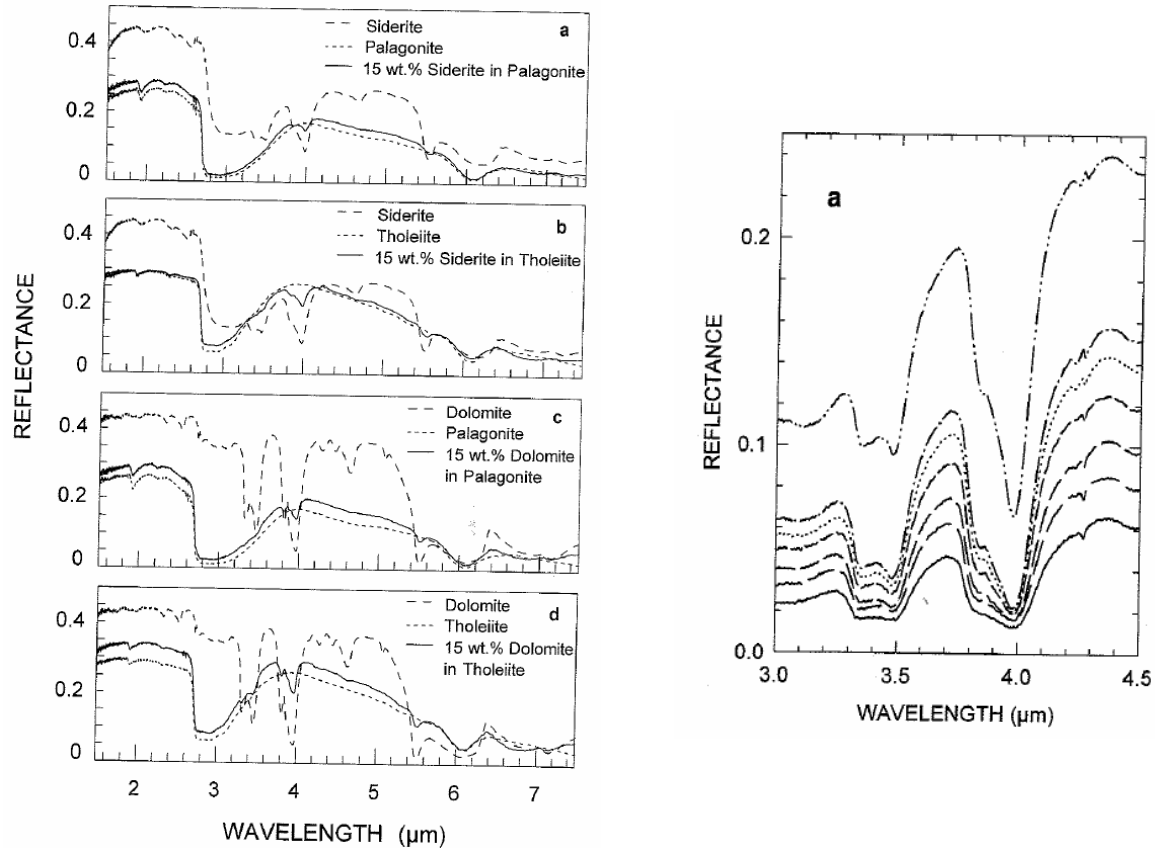 a
Siderite
Palagonite
15 wt.% Siderite in Palagonite
0.4
0.2
0
b
Siderite
Tholeiite
15 wt.% Siderite in Tholeiite
0.4
0.2
0
c
Dolomite
Palagonite
15 wt.% Dolomite
in Palagonite
0.4
0.2
0
d
Dolomite
Tholeiite
15 wt.% Dolomite
in Tholeiite
0.4
0.2
0
REFLECTANCE
2 3 4 5 6 7
WAVELENGTH (µm)
a
0.2
0.1
0.0
REFLECTANCE
3.0 3.5 4.0 4.5
WAVELENGTH (µm)